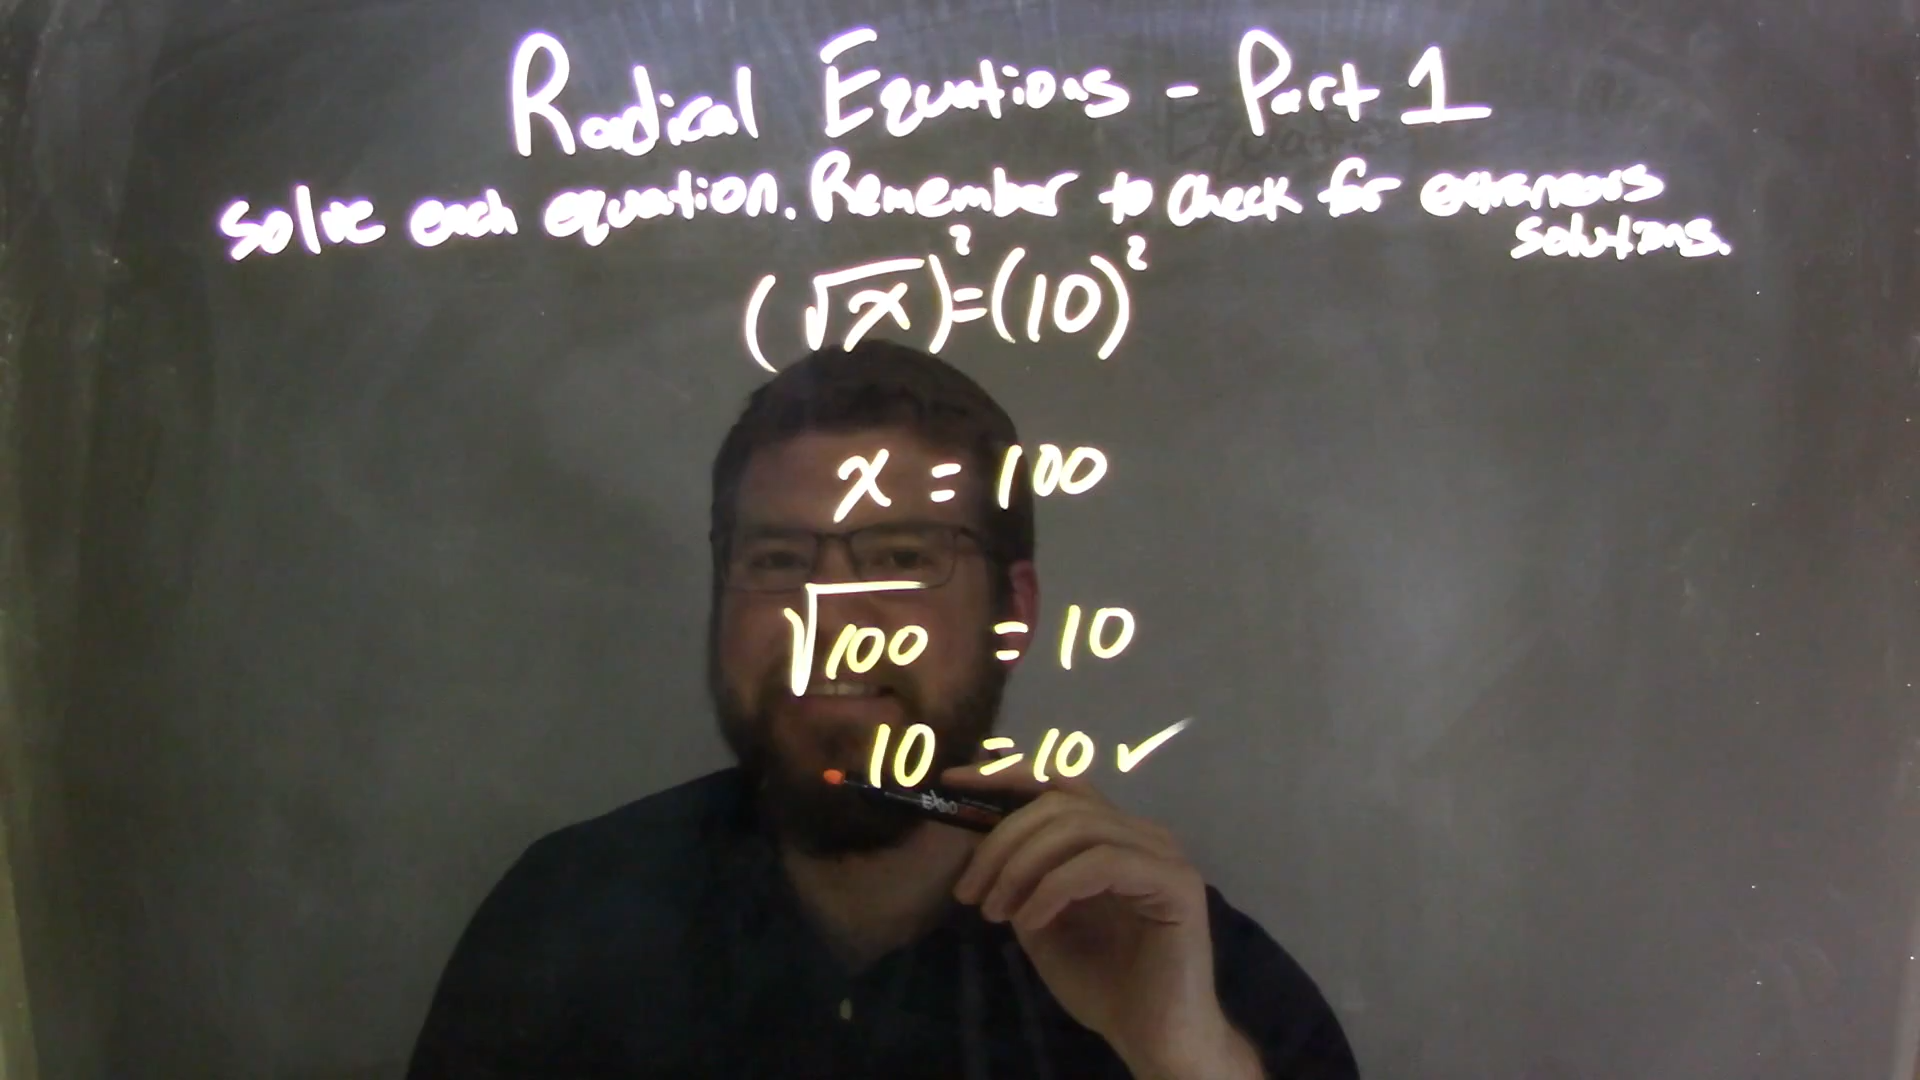 Radical Equations - Part 1
Solve each equation. Remember to check for extraneous
solutions.
(√x)² = (10)²
x = 100
√100 = 10
10 = 10 ✓
Expo